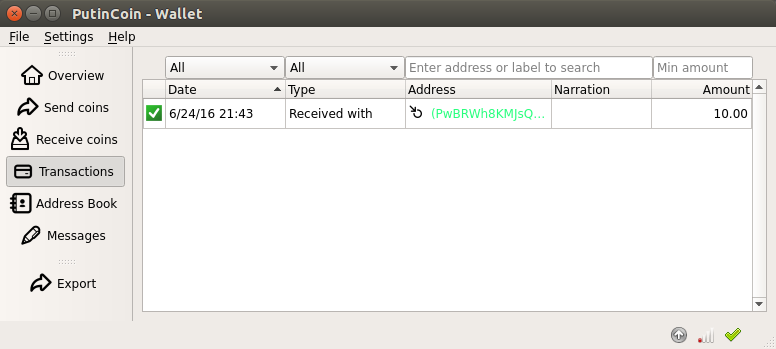 PutinCoin - Wallet
File Settings Help
Overview
Send coins
Receive coins
Transactions
Address Book
Messages
Export
All All Enter address or label to search Min amount
Date Type Address Narration Amount
6/24/16 21:43 Received with (PwBRWh8KMJsQ... 10.00